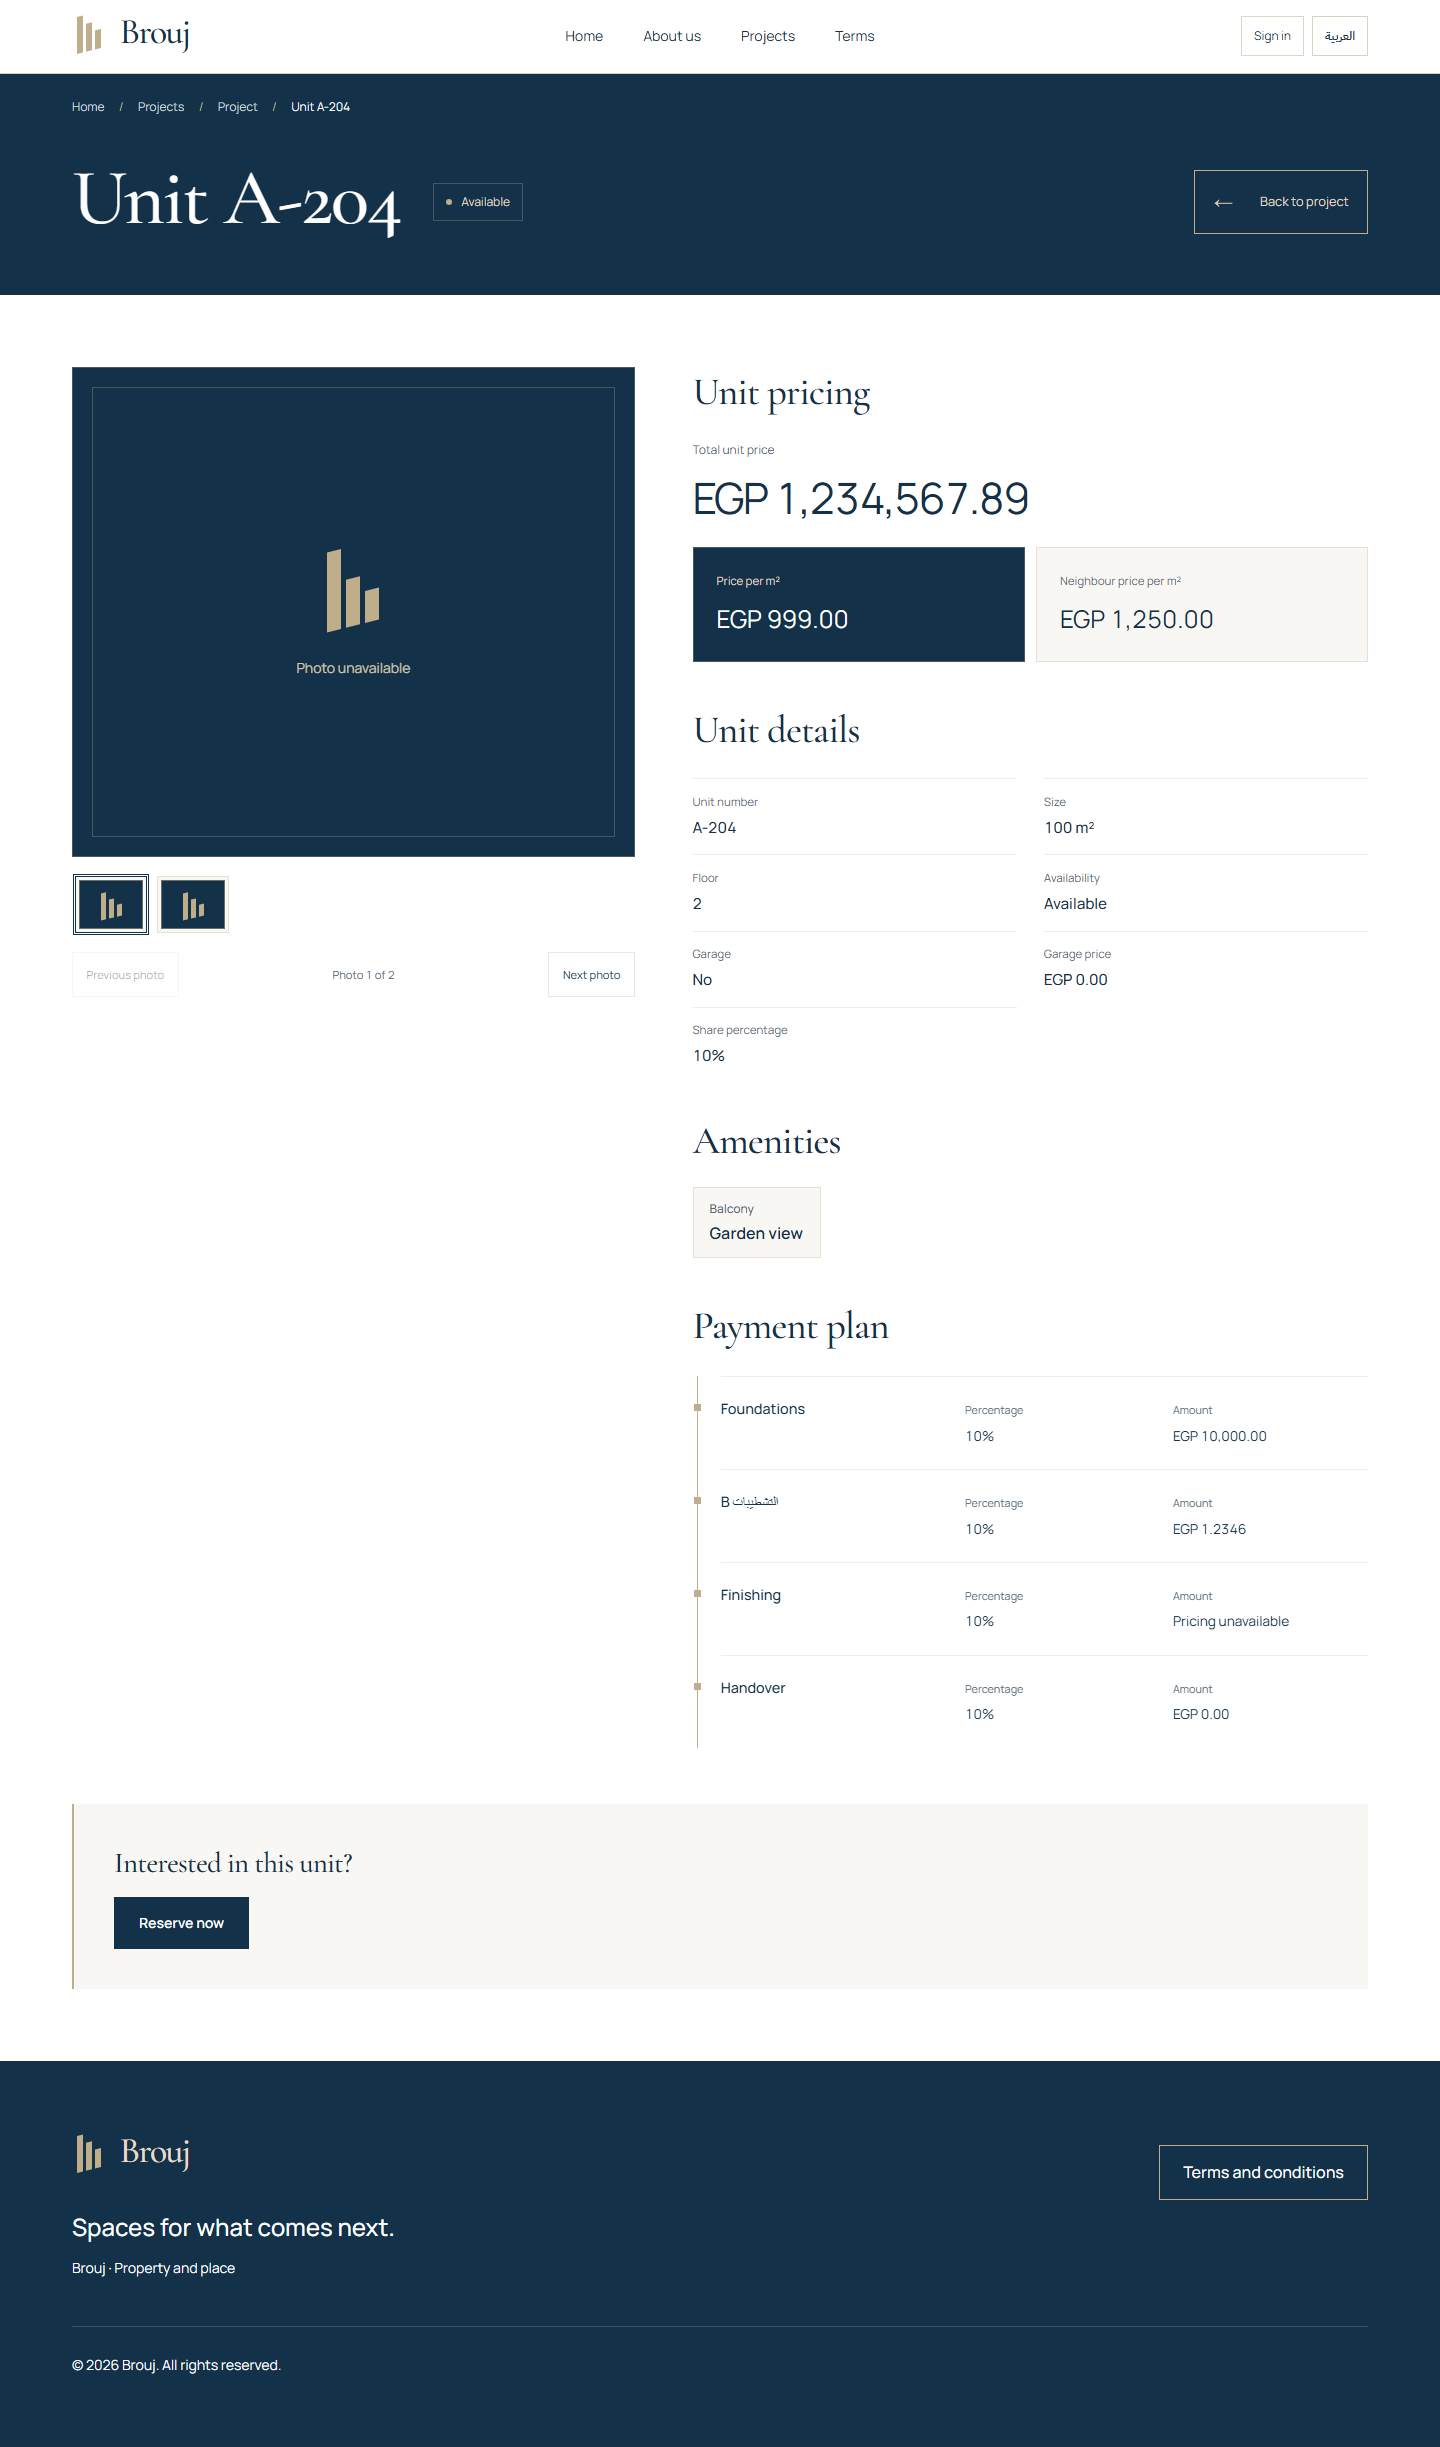 Brouj
Home
About us
Projects
Terms
Sign in
العربية
Home / Projects / Project / Unit A-204
Unit A-204
Available
← Back to project
Photo unavailable
Previous photo
Photo 1 of 2
Next photo
Unit pricing
Total unit price
EGP 1,234,567.89
Price per m²
EGP 999.00
Neighbour price per m²
EGP 1,250.00
Unit details
Unit number
A-204
Size
100 m²
Floor
2
Availability
Available
Garage
No
Garage price
EGP 0.00
Share percentage
10%
Amenities
Balcony
Garden view
Payment plan
Foundations
Percentage
10%
Amount
EGP 10,000.00
B التشطيبات
Percentage
10%
Amount
EGP 1.2346
Finishing
Percentage
10%
Amount
Pricing unavailable
Handover
Percentage
10%
Amount
EGP 0.00
Interested in this unit?
Reserve now
Brouj
Spaces for what comes next.
Brouj · Property and place
Terms and conditions
© 2026 Brouj. All rights reserved.